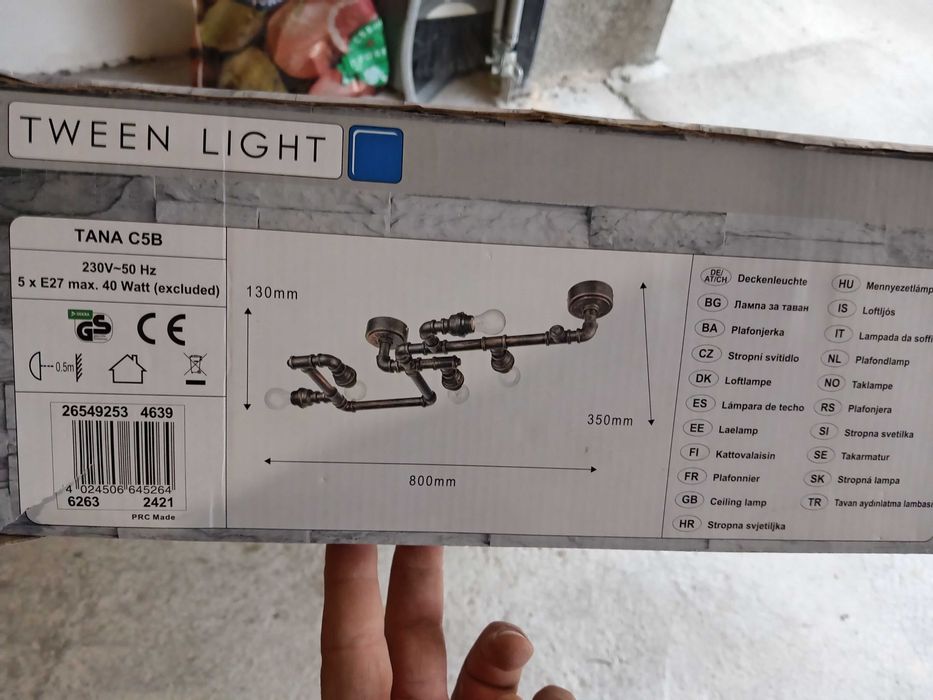 TWEEN LIGHT
TANA C5B
230V~50 Hz
5 x E27 max. 40 Watt (excluded)
DEKRA
GS
CE
0.5m
26549253 4639
4 024506 645264
6263 2421
PRC Made
130mm
350mm
800mm
DE/AT/CH Deckenleuchte
BG Лампа за таван
BA Plafonjerka
CZ Stropní svítidlo
DK Loftlampe
ES Lámpara de techo
EE Laelamp
FI Kattovalaisin
FR Plafonnier
GB Ceiling lamp
HR Stropna svjetiljka
HU Mennyezetlámp
IS Loftljós
IT Lampada da soffi
NL Plafondlamp
NO Taklampe
RS Plafonjera
SI Stropna svetilka
SE Takarmatur
SK Stropná lampa
TR Tavan aydınlatma lambası